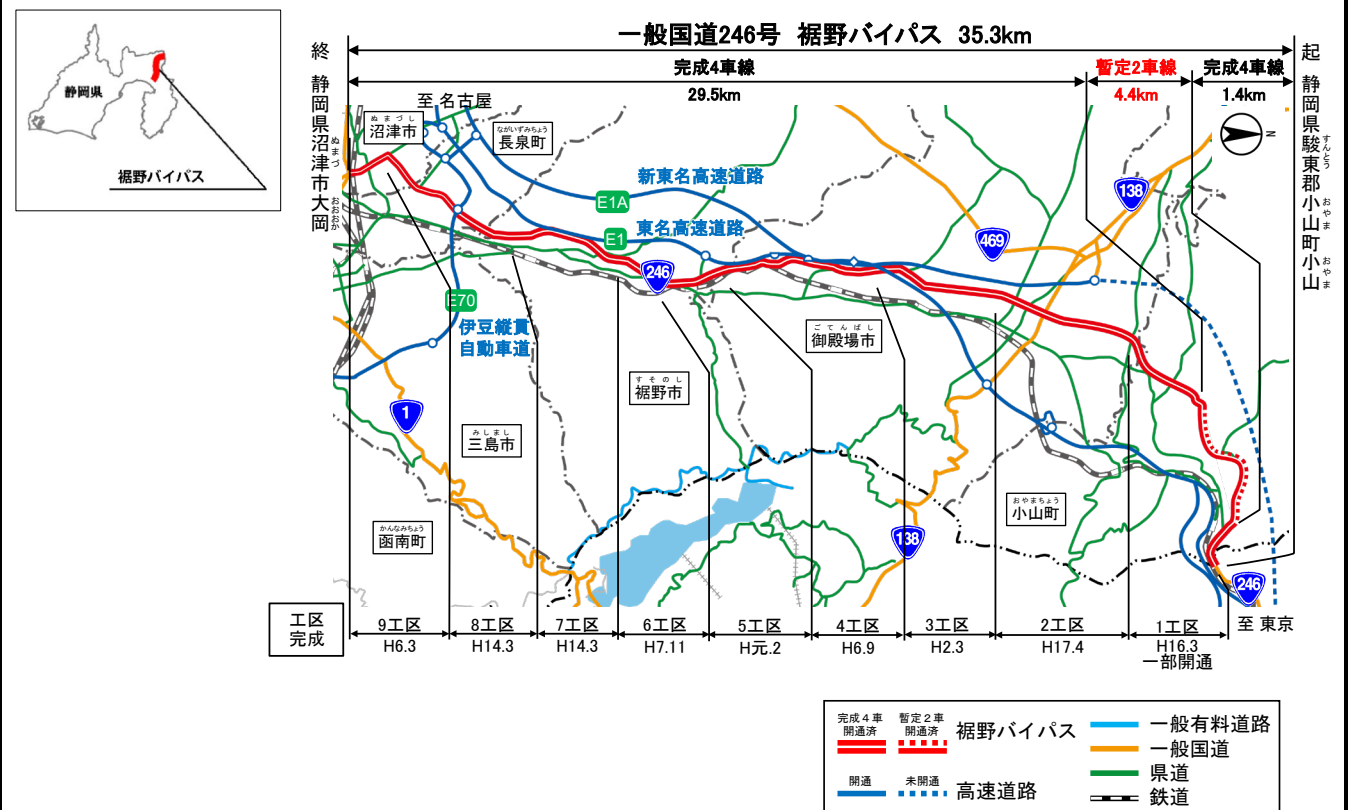 静岡県
裾野バイパス
一般国道246号 裾野バイパス 35.3km
終
静岡県沼津市大岡
ぬまづ
おおおか
起
静岡県駿東郡小山町小山
すんとう
おやま
おやま
完成4車線
29.5km
暫定2車線
4.4km
完成4車線
1.4km
至 名古屋
ぬまづし
沼津市
ながいずみちょう
長泉町
N
新東名高速道路
E1A
東名高速道路
E1
138
469
246
E70
伊豆縦貫
自動車道
ごてんばし
御殿場市
すそのし
裾野市
1
みしまし
三島市
おやまちょう
小山町
かんなみちょう
函南町
138
246
至 東京
工区
完成
9工区
H6.3
8工区
H14.3
7工区
H14.3
6工区
H7.11
5工区
H元.2
4工区
H6.9
3工区
H2.3
2工区
H17.4
1工区
H16.3
一部開通
完成4車
開通済
暫定2車
開通済
裾野バイパス
開通
未開通
高速道路
一般有料道路
一般国道
県道
鉄道